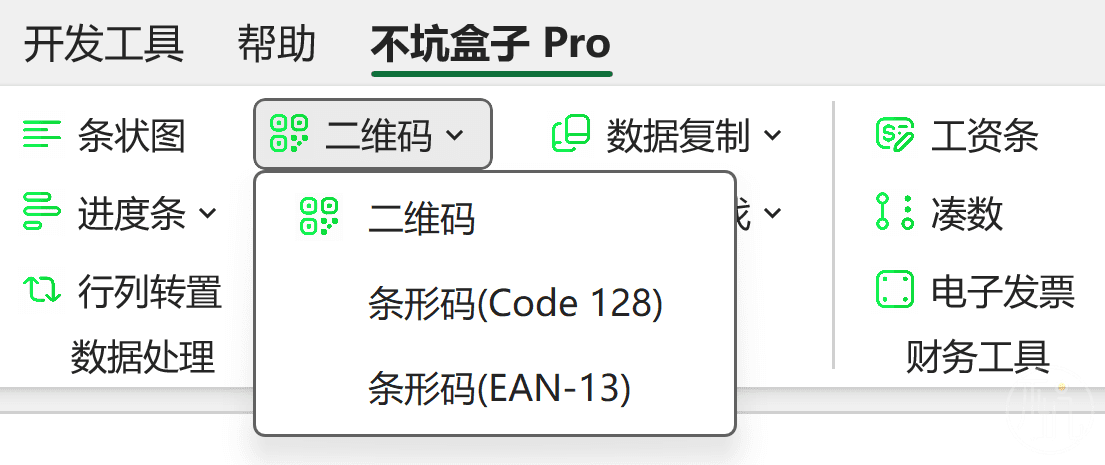 开发工具 帮助 不坑盒子 Pro
条状图 二维码 数据复制 工资条
进度条 二维码 凑数
条形码(Code 128)
行列转置 电子发票
数据处理 财务工具
条形码(EAN-13)